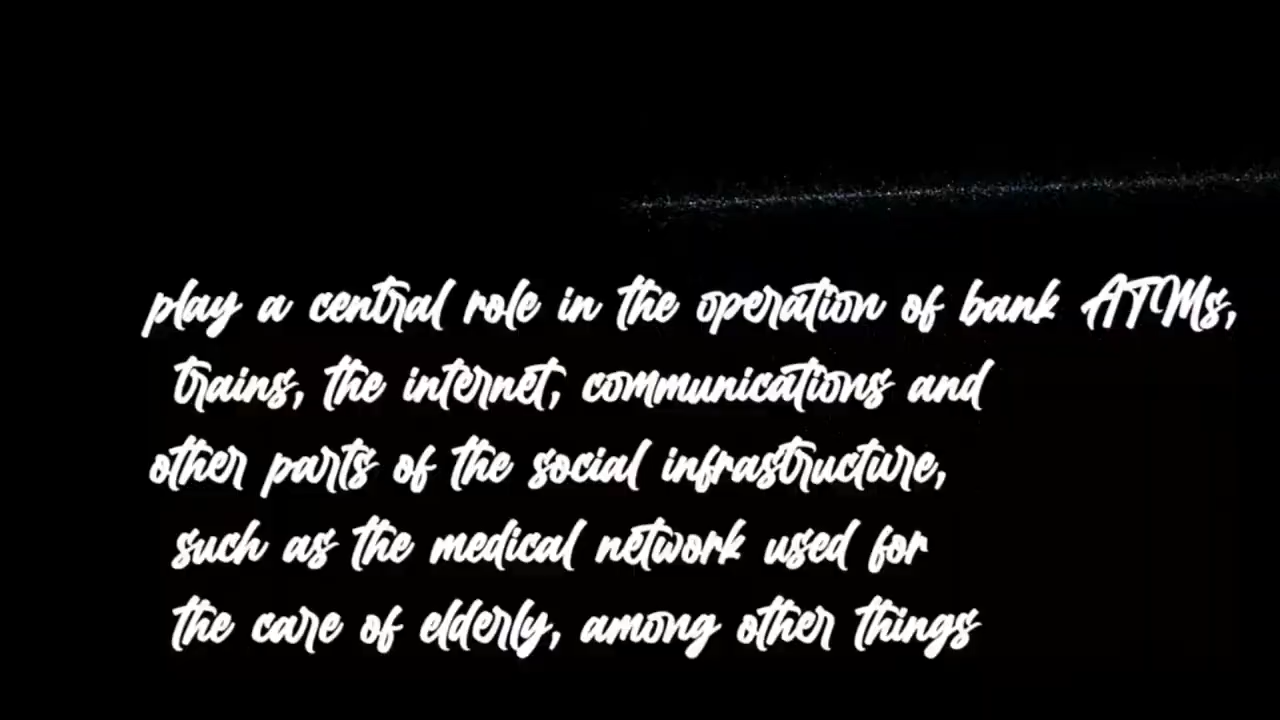 play a central role in the operation of bank ATMs,
trains, the internet, communications and
other parts of the social infrastructure,
such as the medical network used for
the care of elderly, among other things